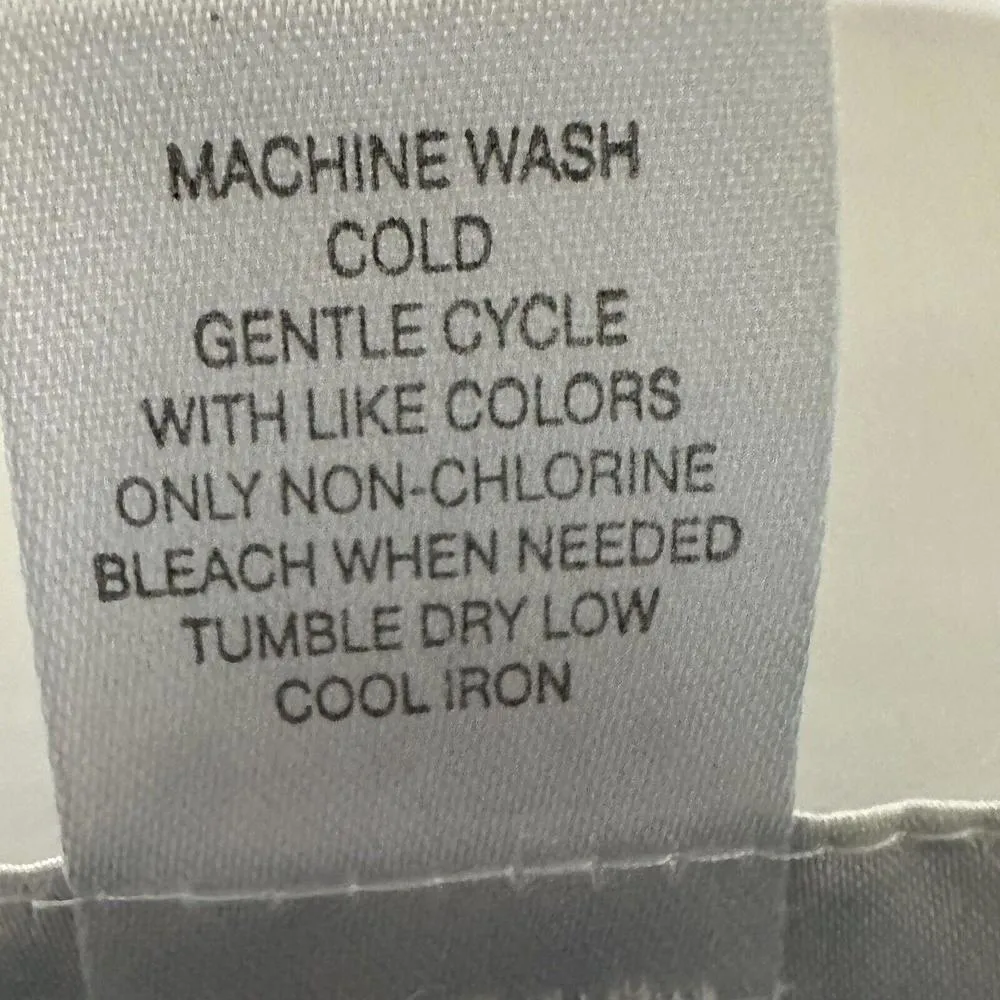 MACHINE WASH
COLD
GENTLE CYCLE
WITH LIKE COLORS
ONLY NON-CHLORINE
BLEACH WHEN NEEDED
TUMBLE DRY LOW
COOL IRON